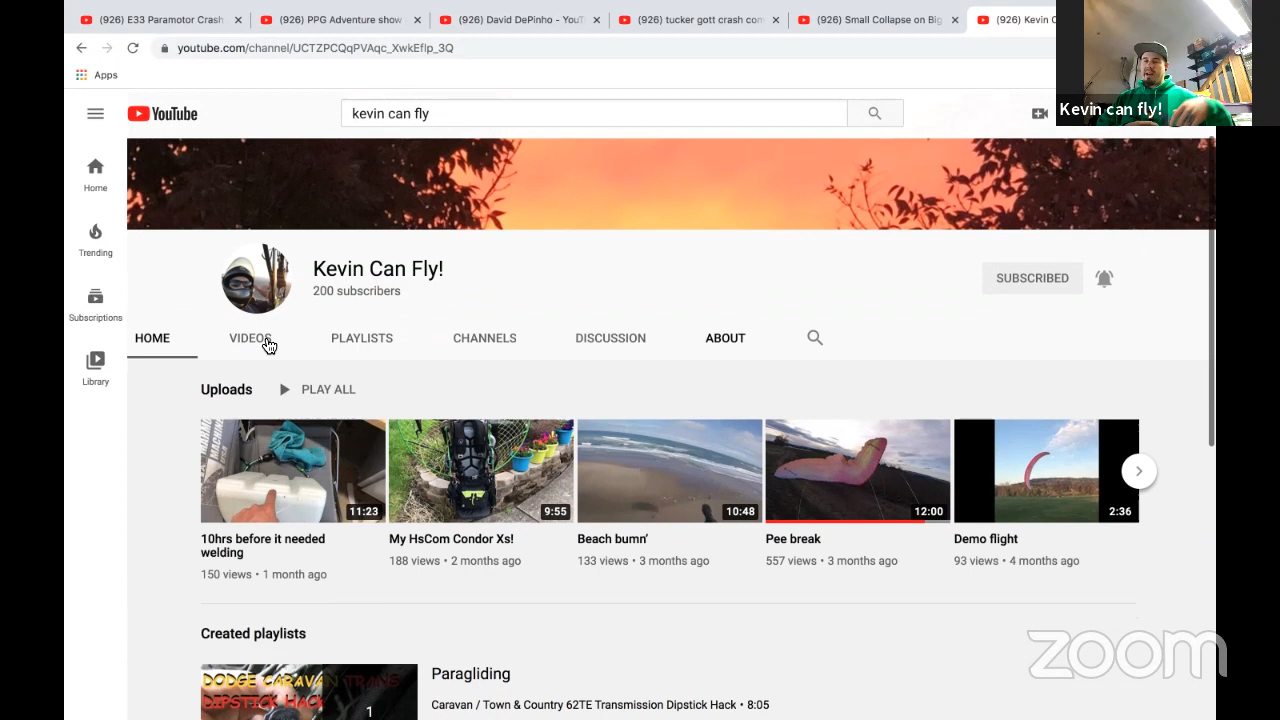 (926) E33 Paramotor Crash
(926) PPG Adventure show
(926) David DePinho - YouT
(926) tucker gott crash com
(926) Small Collapse on Big
(926) Kevin C
youtube.com/channel/UCTZPCQqPVAqc_XwkEfIp_3Q
Apps
YouTube
kevin can fly
Kevin can fly!
Home
Trending
Subscriptions
Library
Kevin Can Fly!
200 subscribers
SUBSCRIBED
HOME
VIDEOS
PLAYLISTS
CHANNELS
DISCUSSION
ABOUT
Uploads
PLAY ALL
11:23
9:55
10:48
12:00
2:36
10hrs before it needed
welding
150 views • 1 month ago
My HsCom Condor Xs!
188 views • 2 months ago
Beach bumn'
133 views • 3 months ago
Pee break
557 views • 3 months ago
Demo flight
93 views • 4 months ago
Created playlists
DODGE CARAVAN TRANS
DIPSTICK HACK
1
Paragliding
Caravan / Town & Country 62TE Transmission Dipstick Hack • 8:05
zoom